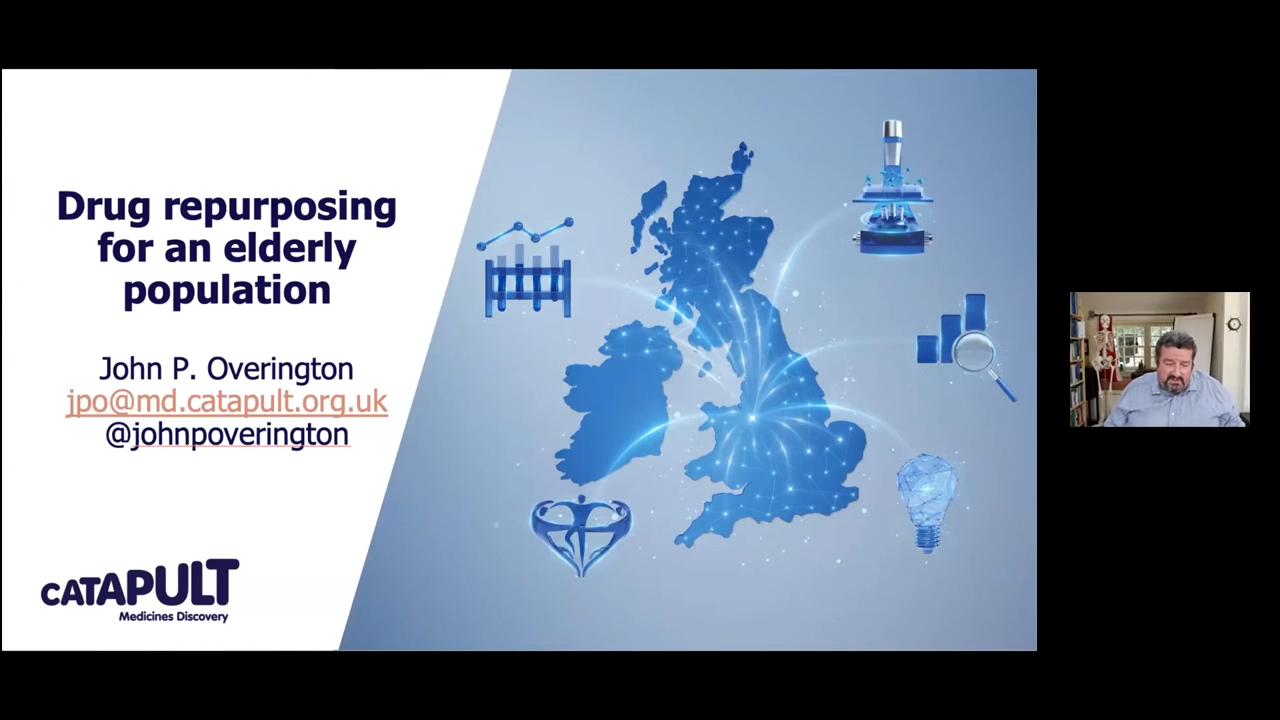 Drug repurposing
for an elderly
population
John P. Overington
jpo@md.catapult.org.uk
@johnpoverington
CATAPULT
Medicines Discovery